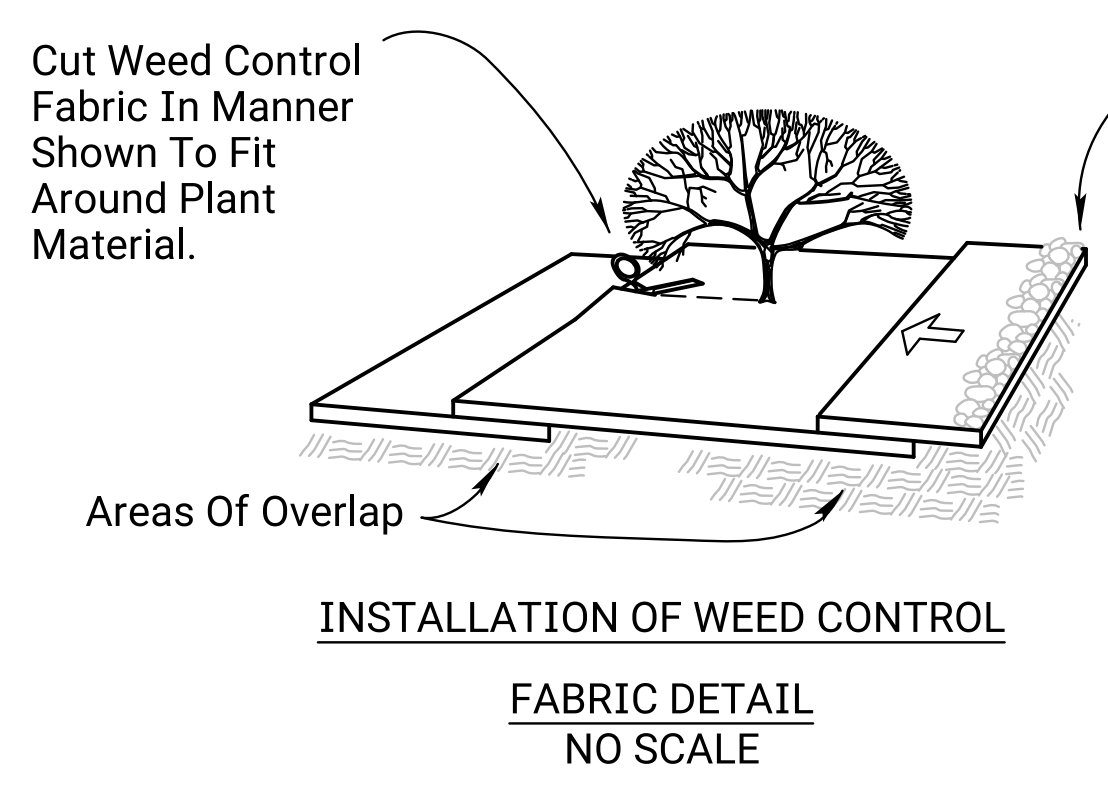 Cut Weed Control
Fabric In Manner
Shown To Fit
Around Plant
Material.
Areas Of Overlap
INSTALLATION OF WEED CONTROL
FABRIC DETAIL
NO SCALE